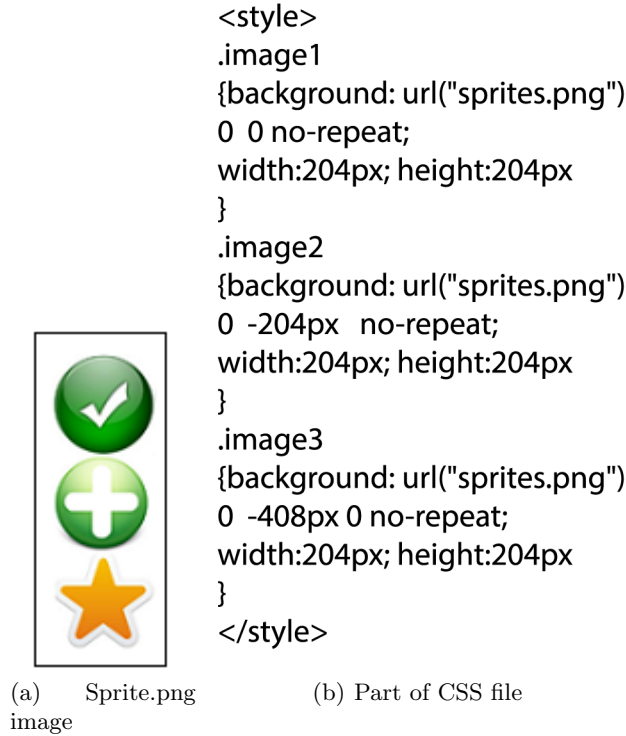 <style>
.image1
{background: url("sprites.png")
0 0 no-repeat;
width:204px; height:204px
}
.image2
{background: url("sprites.png")
0 -204px no-repeat;
width:204px; height:204px
}
.image3
{background: url("sprites.png")
0 -408px 0 no-repeat;
width:204px; height:204px
}
</style>
(a) Sprite.png
image
(b) Part of CSS file